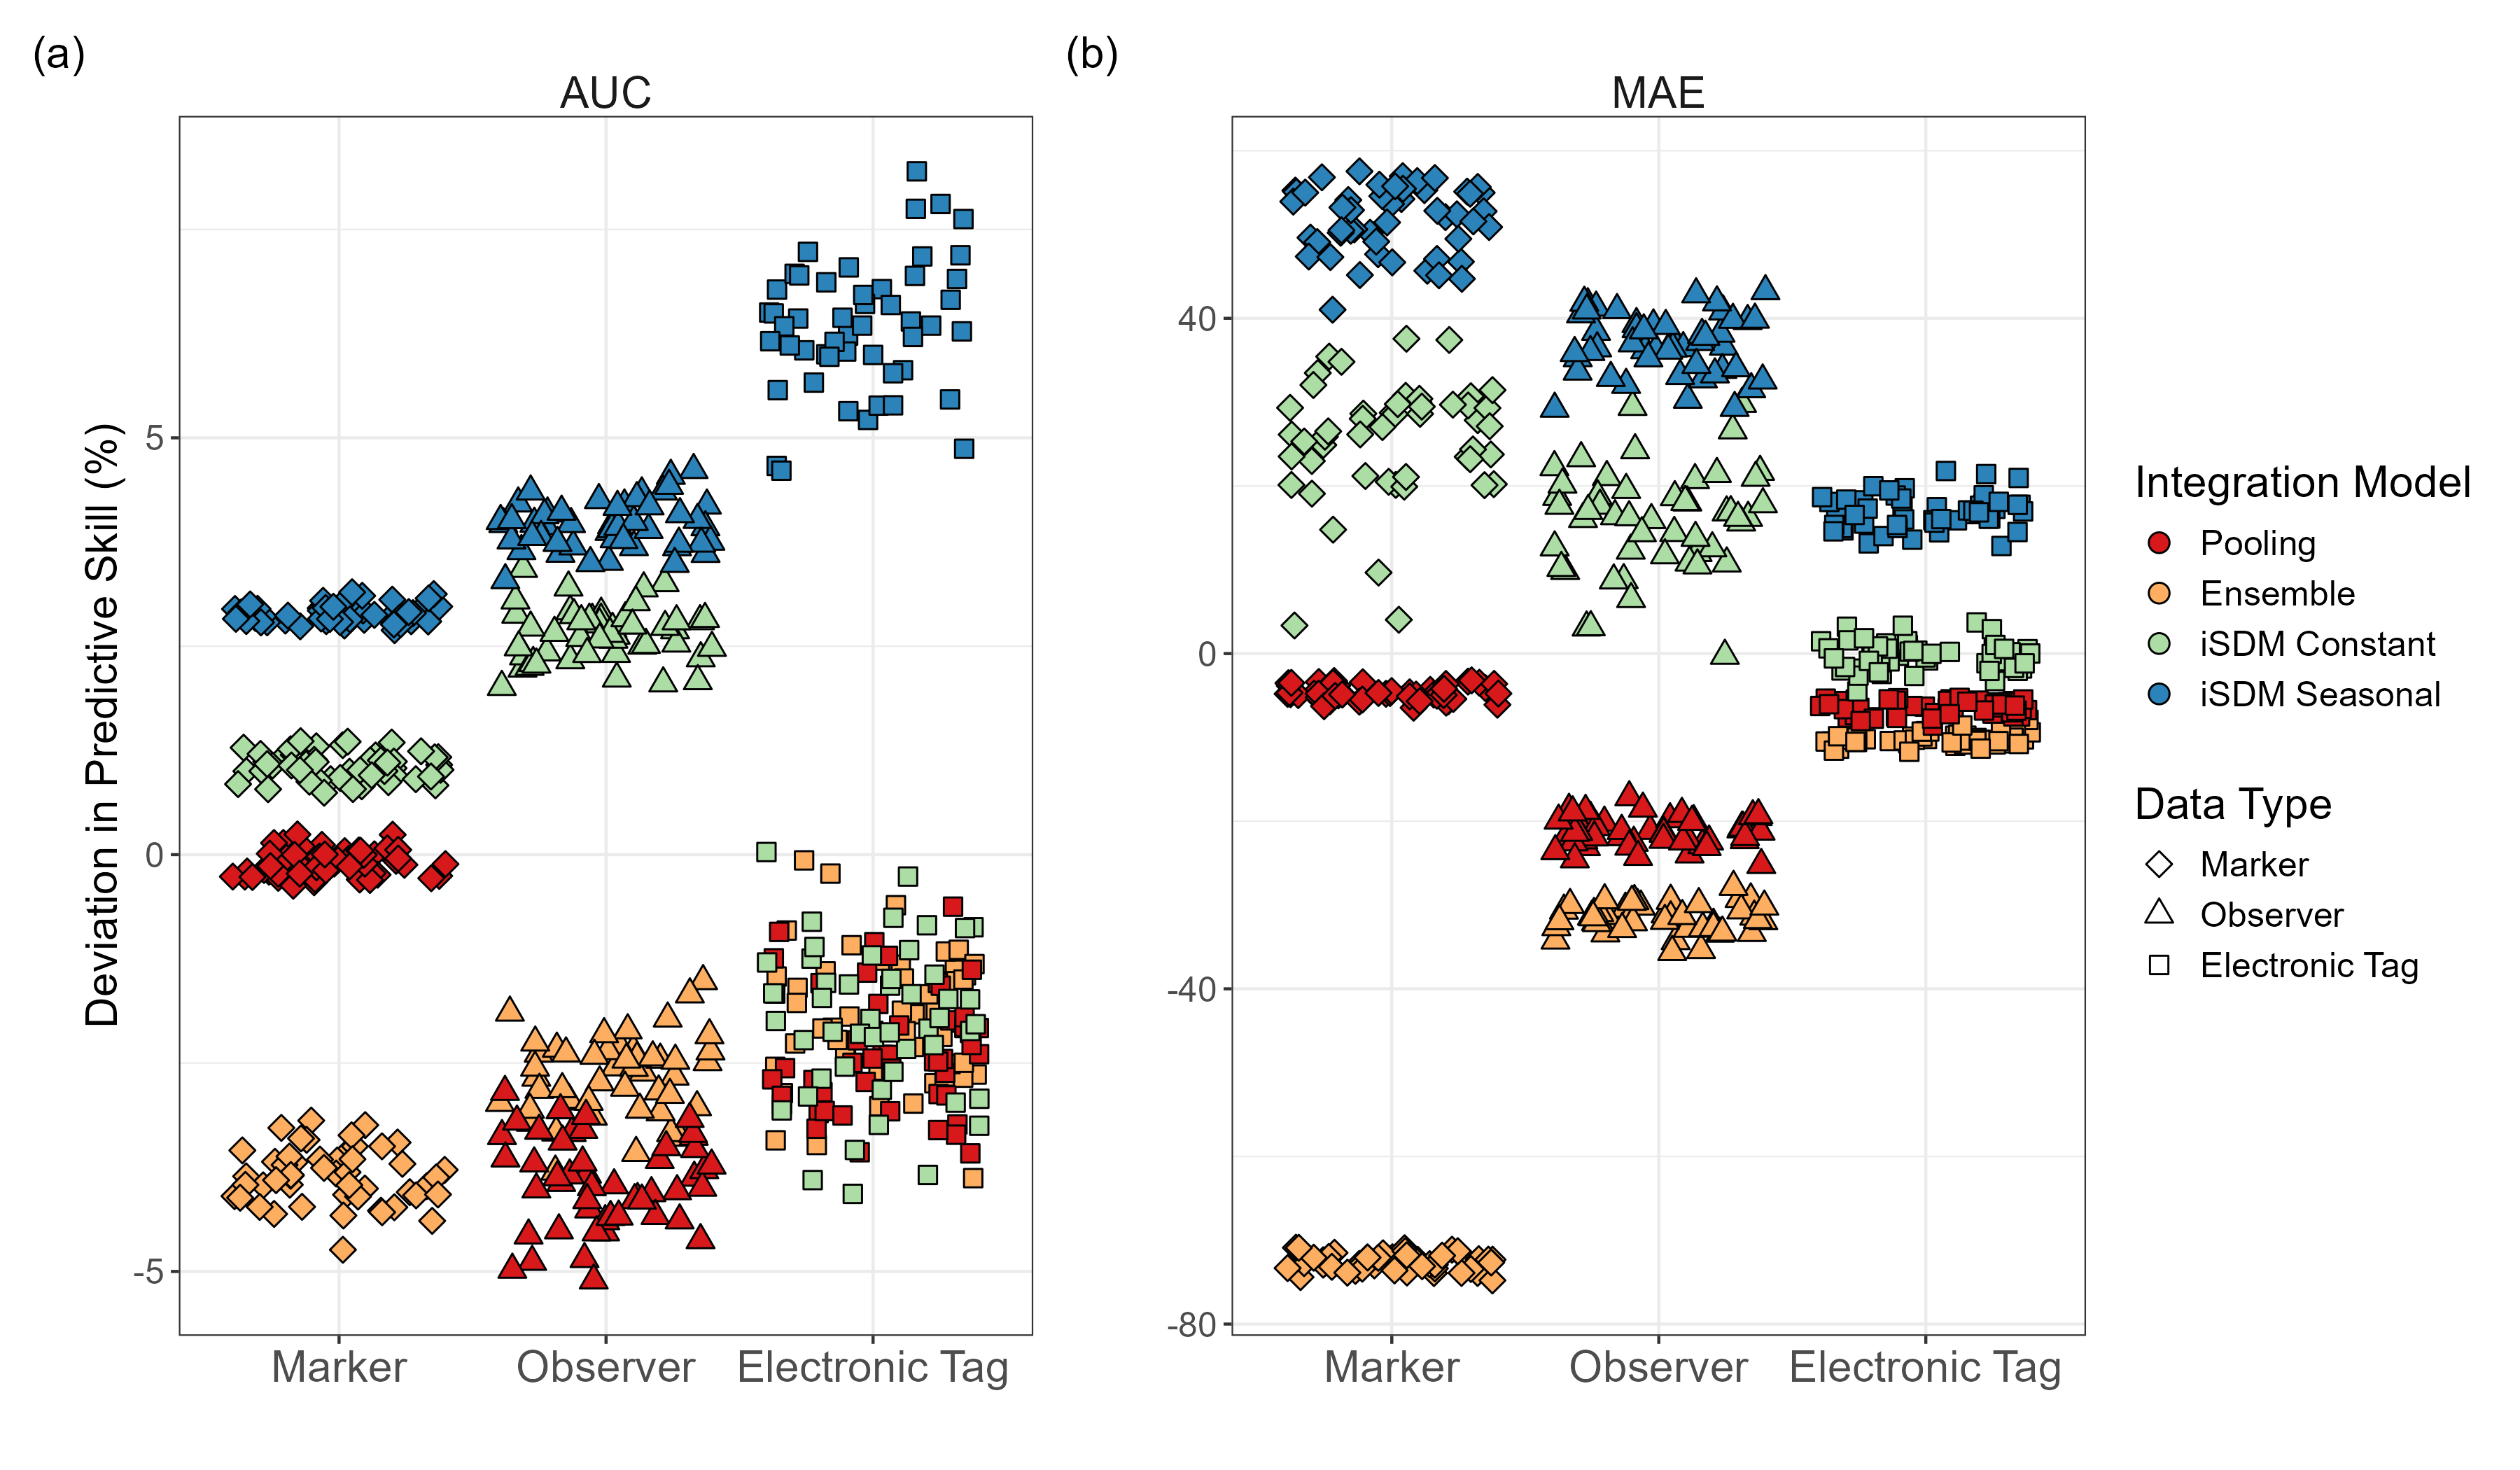 (a)
AUC
Deviation in Predictive Skill (%)
5
0
-5
Marker
Observer
Electronic Tag
(b)
MAE
40
0
-40
-80
Marker
Observer
Electronic Tag
Integration Model
Pooling
Ensemble
iSDM Constant
iSDM Seasonal
Data Type
Marker
Observer
Electronic Tag